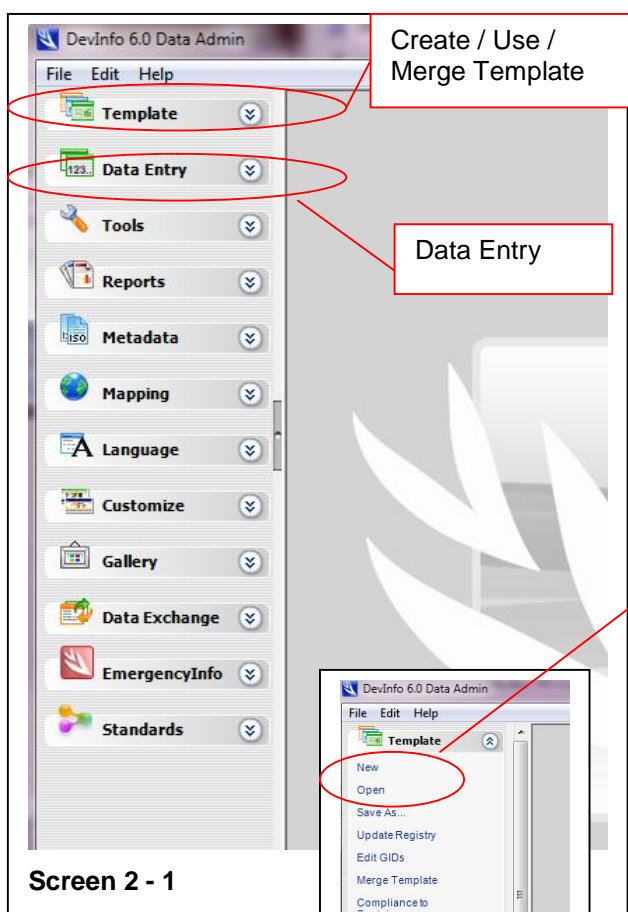 DevInfo 6.0 Data Admin
File Edit Help
Create / Use /
Merge Template
Template
123.. Data Entry
Data Entry
Tools
Reports
ISO Metadata
Mapping
A Language
Customize
Gallery
Data Exchange
EmergencyInfo
Standards
Screen 2 - 1
DevInfo 6.0 Data Admin
File Edit Help
Template
New
Open
Save As...
Update Registry
Edit GIDs
Merge Template
Compliance to